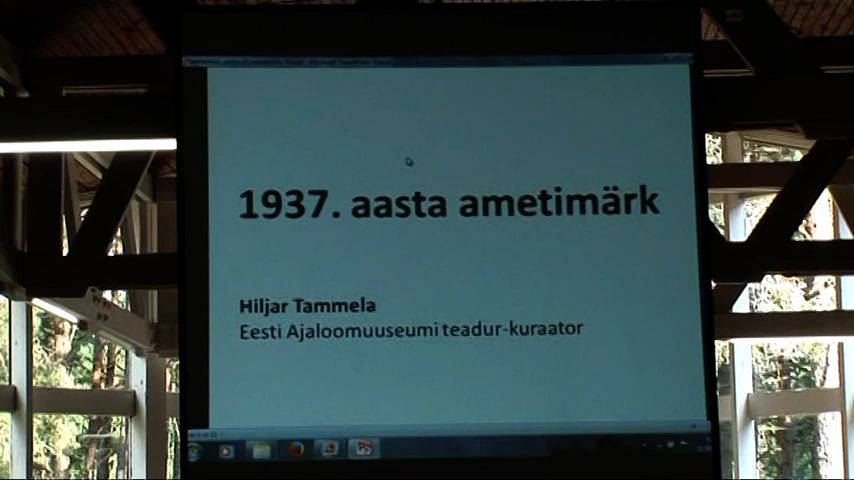 1937. aasta ametimärk
Hiljar Tammela
Eesti Ajaloomuuseumi teadur-kuraator